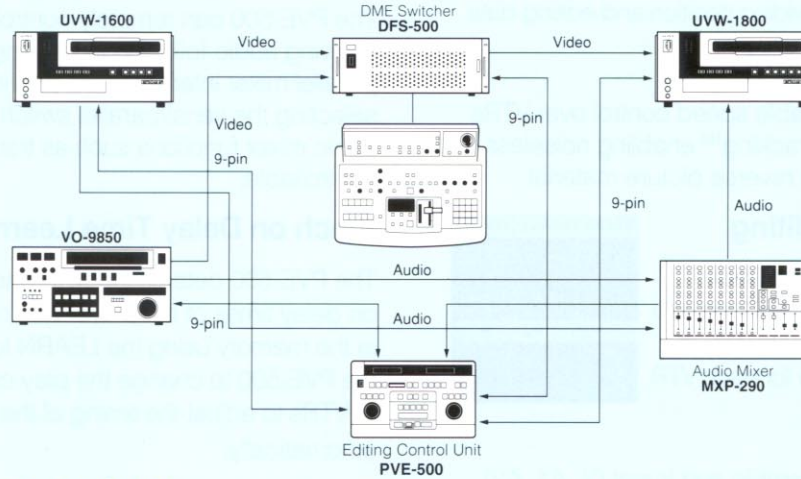 DME Switcher
UVW-1600
DFS-500
UVW-1800
Video
Video
Video
9-pin
9-pin
9-pin
Audio
VO-9850
Audio
9-pin
Audio
Audio Mixer
MXP-290
Editing Control Unit
PVE-500